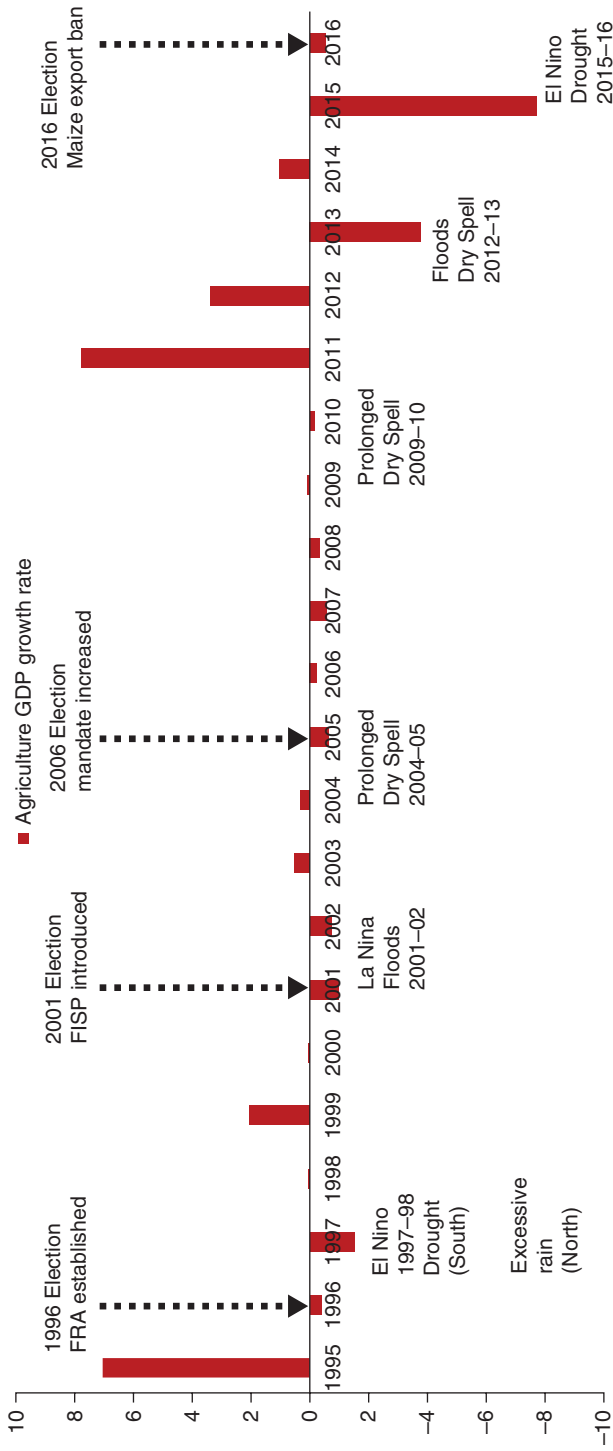 Agriculture GDP growth rate
1996 Election
FRA established
2001 Election
FISP introduced
2006 Election
mandate increased
2016 Election
Maize export ban
10
8
6
4
2
0
2
–4
–6
–8
–10
1995
1996
1997
1998
1999
2000
2001
2002
2003
2004
2005
2006
2007
2008
2009
2010
2011
2012
2013
2014
2015
2016
El Nino
1997–98
Drought
(South)
Excessive
rain
(North)
La Nina
Floods
2001–02
Prolonged
Dry Spell
2004–05
Prolonged
Dry Spell
2009–10
Floods
Dry Spell
2012–13
El Nino
Drought
2015–16